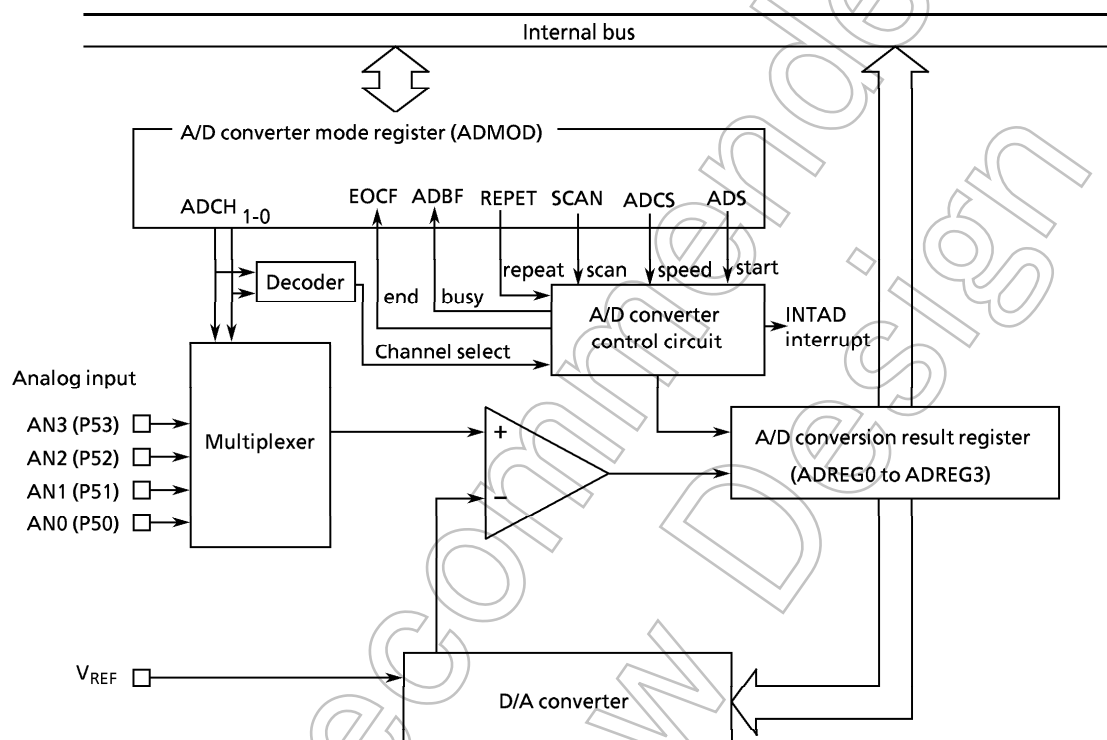 Internal bus
A/D converter mode register (ADMOD)
ADCH 1-0
EOCF ADBF REPET SCAN ADCS ADS
repeat scan speed start
Decoder
end busy
A/D converter
control circuit
INTAD
interrupt
Channel select
Analog input
AN3 (P53)
AN2 (P52)
AN1 (P51)
AN0 (P50)
Multiplexer
+
−
A/D conversion result register
(ADREG0 to ADREG3)
VREF
D/A converter
ecommende
w Design